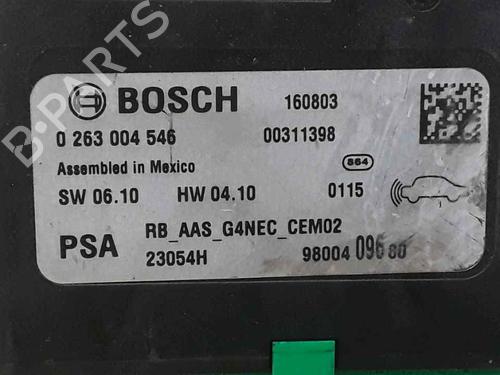 BOSCH 160803
0 263 004 546 00311398
Assembled in Mexico 864
SW 06.10 HW 04.10 0115
PSA RB_AAS_G4NEC_CEM02
23054H 98004 096 80
B-PARTS